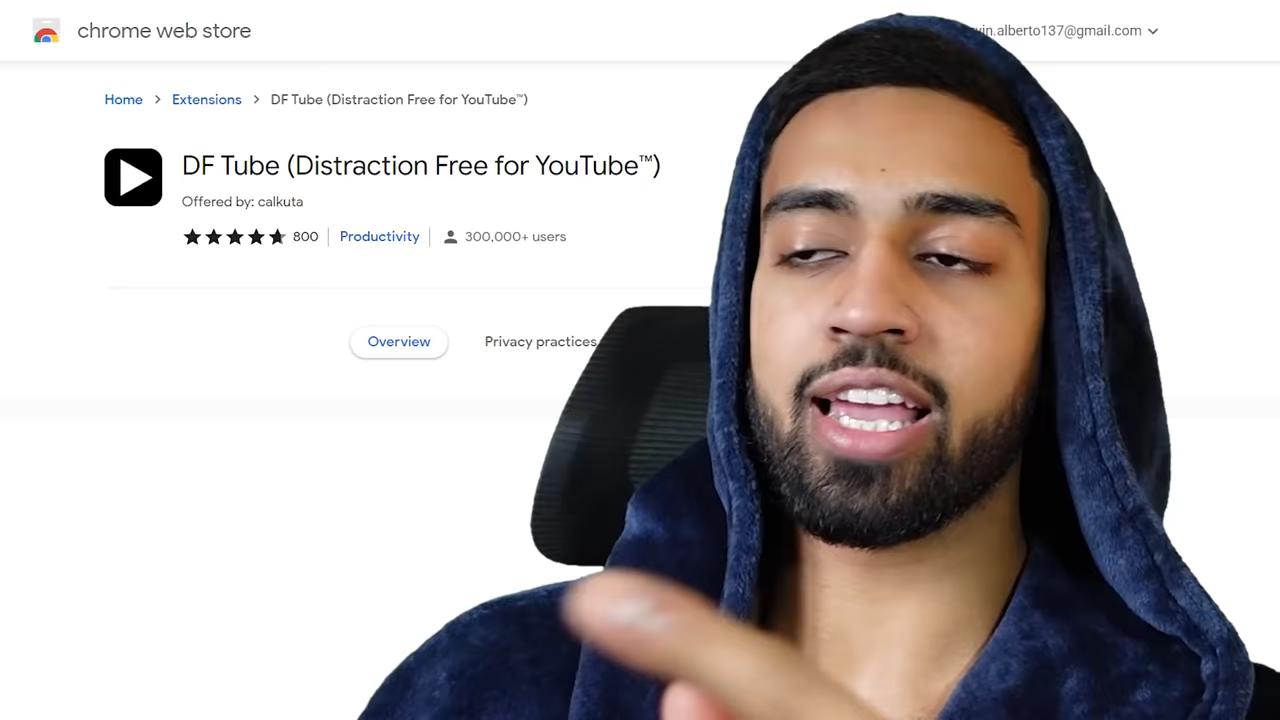 chrome web store
in.alberto137@gmail.com
Home > Extensions > DF Tube (Distraction Free for YouTube™)
DF Tube (Distraction Free for YouTube™)
Offered by: calkuta
800 Productivity 300,000+ users
Overview Privacy practices